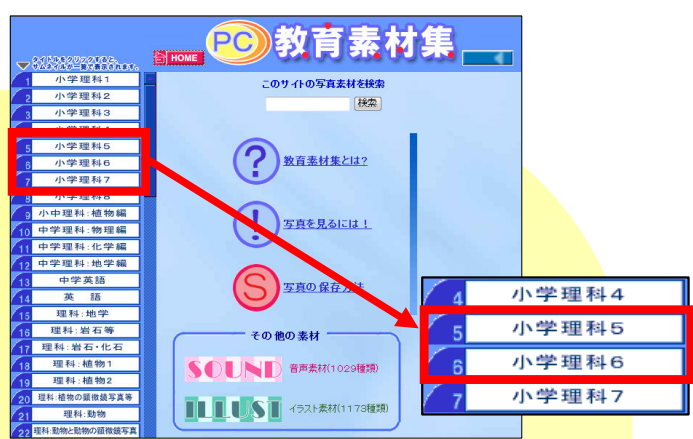 PC 教育素材集
HOME
タイトルをクリックすると、
サムネイルが一覧で表示されます。
1 小学理科1
2 小学理科2
3 小学理科3
5 小学理科5
6 小学理科6
7 小学理科7
8 小学理科8
9 小中理科:植物編
10 中学理科:物理編
11 中学理科:化学編
12 中学理科:地学編
13 中学英語
14 英 語
15 理科:地学
16 理科:岩石等
17 理科:岩石・化石
18 理科:植物1
19 理科:植物2
20 理科:植物の顕微鏡写真等
21 理科:動物
22 理科:動物と動物の顕微鏡写真
このサイトの写真素材を検索
検索
? 教育素材集とは?
! 写真を見るには!
S 写真の保存方法
その他の素材
SOUND 音声素材(1029種類)
ILLUST イラスト素材(1173種類)
4 小学理科4
5 小学理科5
6 小学理科6
7 小学理科7